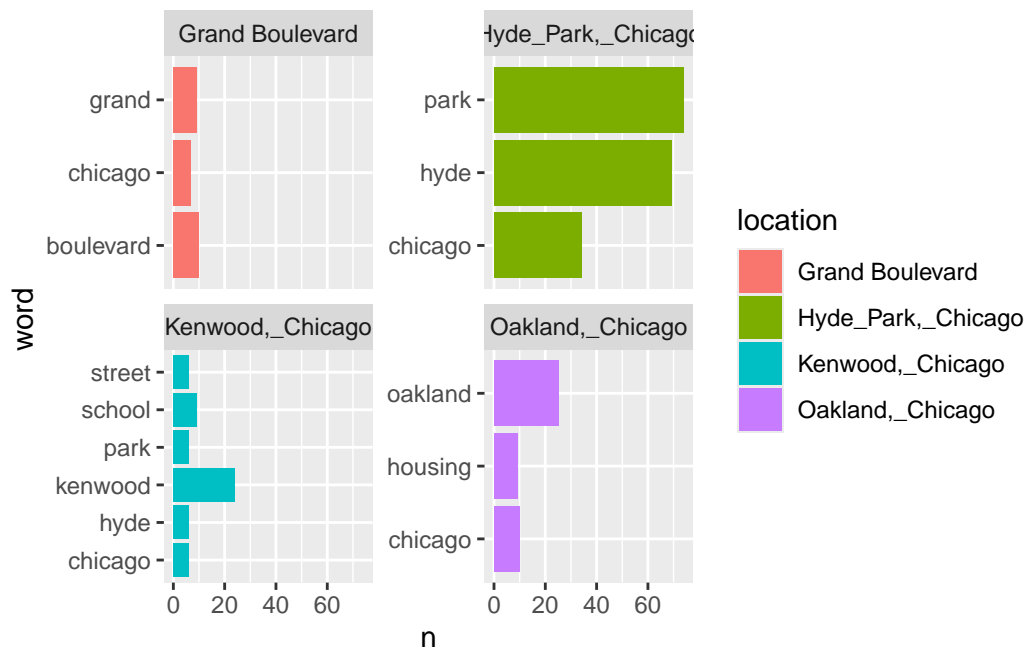 Grand Boulevard
Hyde_Park,_Chicago
grand
chicago
boulevard
park
hyde
chicago
Kenwood,_Chicago
Oakland,_Chicago
street
school
park
kenwood
hyde
chicago
oakland
housing
chicago
0 20 40 60
0 20 40 60
n
word
location
Grand Boulevard
Hyde_Park,_Chicago
Kenwood,_Chicago
Oakland,_Chicago